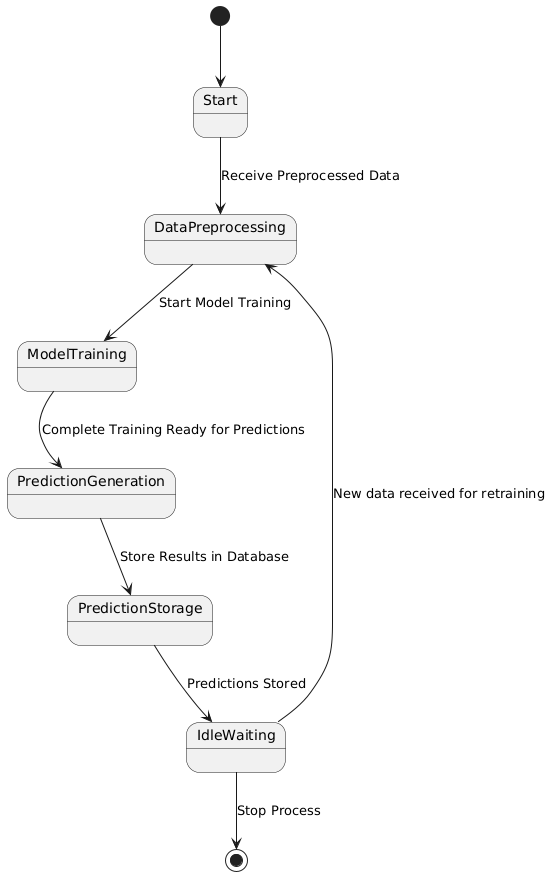 Start
Receive Preprocessed Data
DataPreprocessing
Start Model Training
ModelTraining
Complete Training Ready for Predictions
PredictionGeneration
New data received for retraining
Store Results in Database
PredictionStorage
Predictions Stored
IdleWaiting
Stop Process